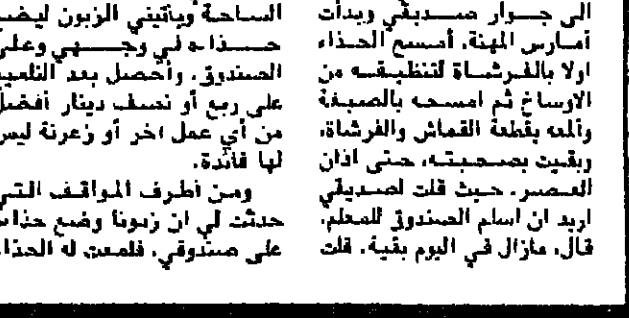 الى جوار صديقي وبدأت
أمارس المهنة، أمسح الحذاء
اولا بالفرشاة لتنظيفه من
الاوساخ ثم امسحه بالصبغة
وألمه بقطعة القماش والفرشاة،
وبقيت بصحبته، حتى اذان
العصر. حيث قلت لصديقي
اريد ان اسلم الصندوق للمعلم،
قال، مازال في اليوم بقية، قلت
الساحة ويأتيني الزبون ليضع
حذاءه في وجهي وعلى
الصندوق. وأحصل بعد التلميع
على ربع أو نصف دينار أفضل
من أي عمل اخر أو زعرنة ليس
لها فائدة.
ومن أطرف المواقف التي
حدثت لي ان زبونا وضع حذاءه
على صندوقي، فلمعت له الحذاء